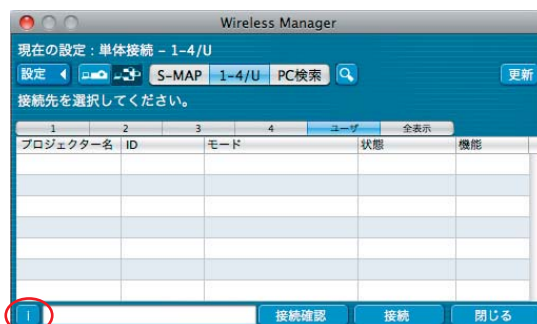 Wireless Manager
現在の設定：単体接続 – 1-4/U
設定 S-MAP 1-4/U PC検索 更新
接続先を選択してください。
1 2 3 4 ユーザ 全表示
プロジェクター名 ID モード 状態 機能
I 接続確認 接続 閉じる